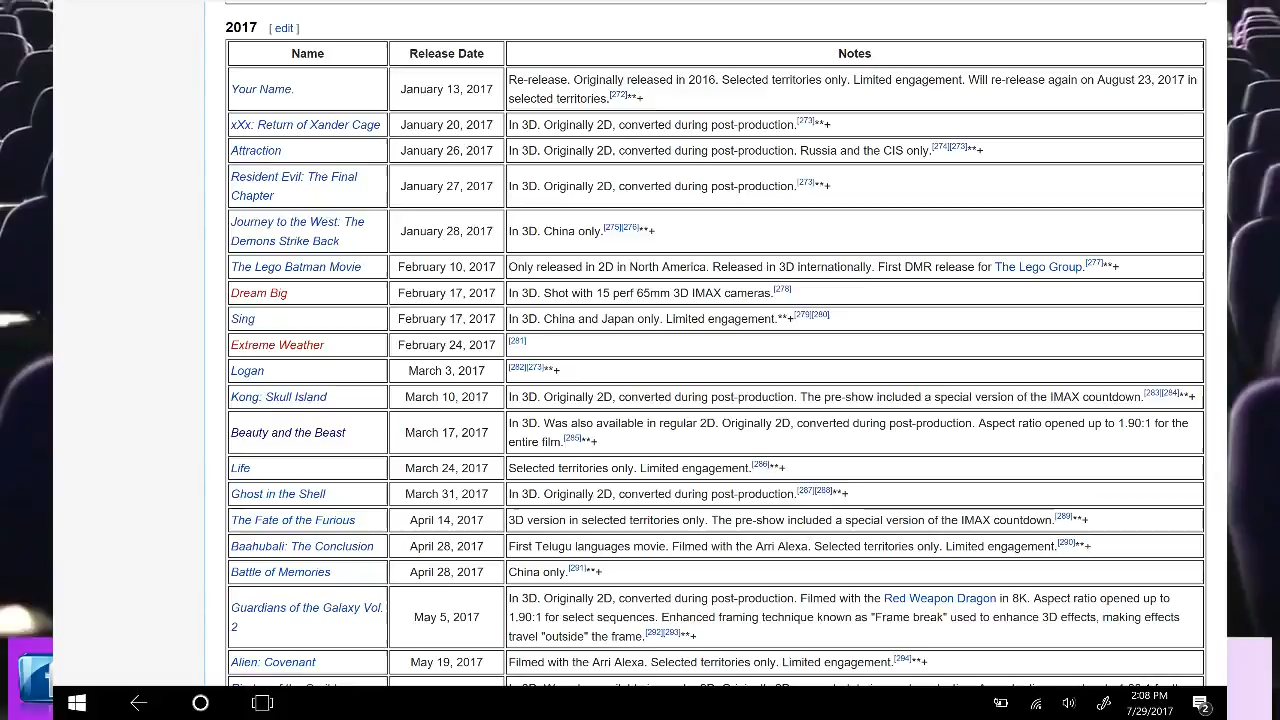 2017 [ edit ]
Name Release Date Notes
Your Name. January 13, 2017 Re-release. Originally released in 2016. Selected territories only. Limited engagement. Will re-release again on August 23, 2017 in
selected territories.[272]**+
xXx: Return of Xander Cage January 20, 2017 In 3D. Originally 2D, converted during post-production.[273]**+
Attraction January 26, 2017 In 3D. Originally 2D, converted during post-production. Russia and the CIS only.[274][273]**+
Resident Evil: The Final
Chapter January 27, 2017 In 3D. Originally 2D, converted during post-production.[273]**+
Journey to the West: The
Demons Strike Back January 28, 2017 In 3D. China only.[275][276]**+
The Lego Batman Movie February 10, 2017 Only released in 2D in North America. Released in 3D internationally. First DMR release for The Lego Group.[277]**+
Dream Big February 17, 2017 In 3D. Shot with 15 perf 65mm 3D IMAX cameras.[278]
Sing February 17, 2017 In 3D. China and Japan only. Limited engagement.**+[279][280]
Extreme Weather February 24, 2017 [281]
Logan March 3, 2017 [282][273]**+
Kong: Skull Island March 10, 2017 In 3D. Originally 2D, converted during post-production. The pre-show included a special version of the IMAX countdown.[283][284]**+
Beauty and the Beast March 17, 2017 In 3D. Was also available in regular 2D. Originally 2D, converted during post-production. Aspect ratio opened up to 1.90:1 for the
entire film.[285]**+
Life March 24, 2017 Selected territories only. Limited engagement.[286]**+
Ghost in the Shell March 31, 2017 In 3D. Originally 2D, converted during post-production.[287][288]**+
The Fate of the Furious April 14, 2017 3D version in selected territories only. The pre-show included a special version of the IMAX countdown.[289]**+
Baahubali: The Conclusion April 28, 2017 First Telugu languages movie. Filmed with the Arri Alexa. Selected territories only. Limited engagement.[290]**+
Battle of Memories April 28, 2017 China only.[291]**+
Guardians of the Galaxy Vol.
2 May 5, 2017 In 3D. Originally 2D, converted during post-production. Filmed with the Red Weapon Dragon in 8K. Aspect ratio opened up to
1.90:1 for select sequences. Enhanced framing technique known as "Frame break" used to enhance 3D effects, making effects
travel "outside" the frame.[292][293]**+
Alien: Covenant May 19, 2017 Filmed with the Arri Alexa. Selected territories only. Limited engagement.[294]**+
2:08 PM
7/29/2017
2